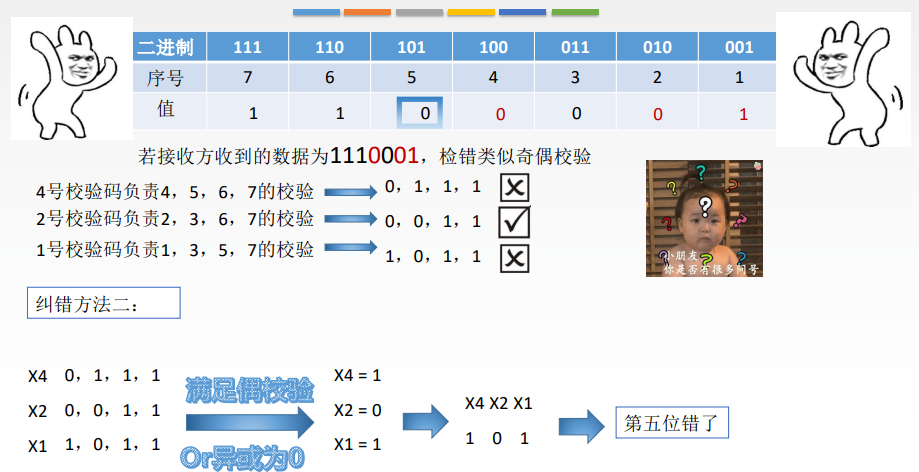 二进制 111 110 101 100 011 010 001
序号 7 6 5 4 3 2 1
值 1 1 0 0 0 0 1
若接收方收到的数据为1110001，检错类似奇偶校验
4号校验码负责4，5，6，7的校验 0，1，1，1
2号校验码负责2，3，6，7的校验 0，0，1，1
1号校验码负责1，3，5，7的校验 1，0，1，1
小朋友
你是否有很多问号
纠错方法二：
X4 0，1，1，1 满足偶校验 X4 = 1
X2 0，0，1，1 X2 = 0 X4 X2 X1 第五位错了
X1 1，0，1，1 Or异或为0 X1 = 1 1 0 1